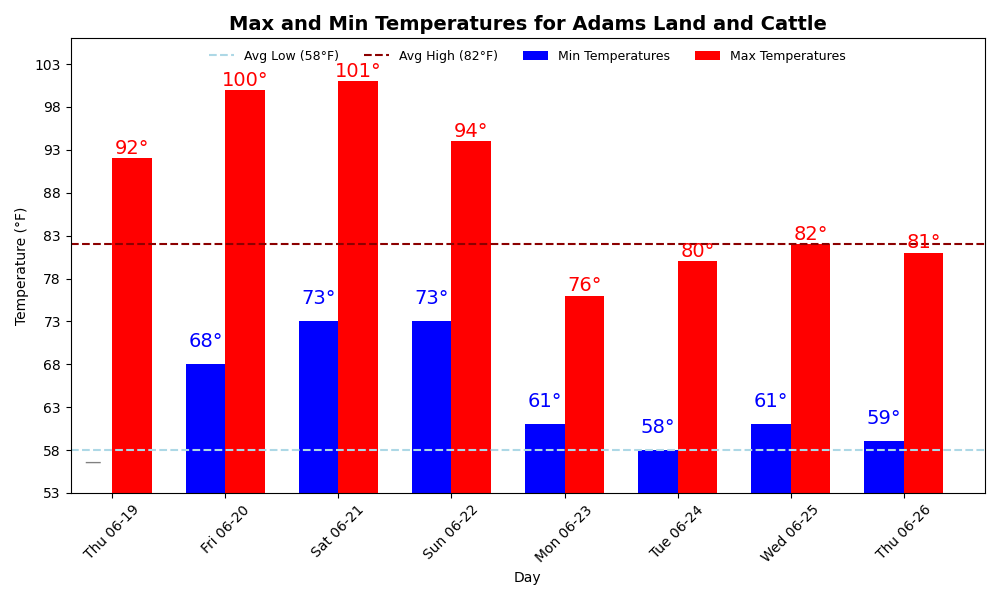 Max and Min Temperatures for Adams Land and Cattle
Avg Low (58°F) Avg High (82°F) Min Temperatures Max Temperatures
Temperature (°F)
103
98
93
88
83
78
73
68
63
58
53
92°
68° 100°
73° 101°
73° 94°
61° 76°
58° 80°
61° 82°
59° 81°
—
Thu 06-19
Fri 06-20
Sat 06-21
Sun 06-22
Mon 06-23
Tue 06-24
Wed 06-25
Thu 06-26
Day